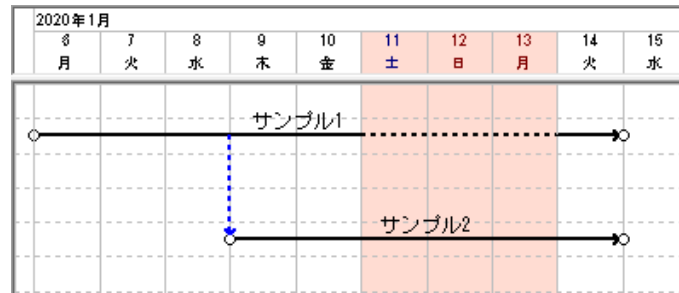 2020年1月
6 7 8 9 10 11 12 13 14 15
月 火 水 木 金 土 日 月 火 水
サンプル1
サンプル2